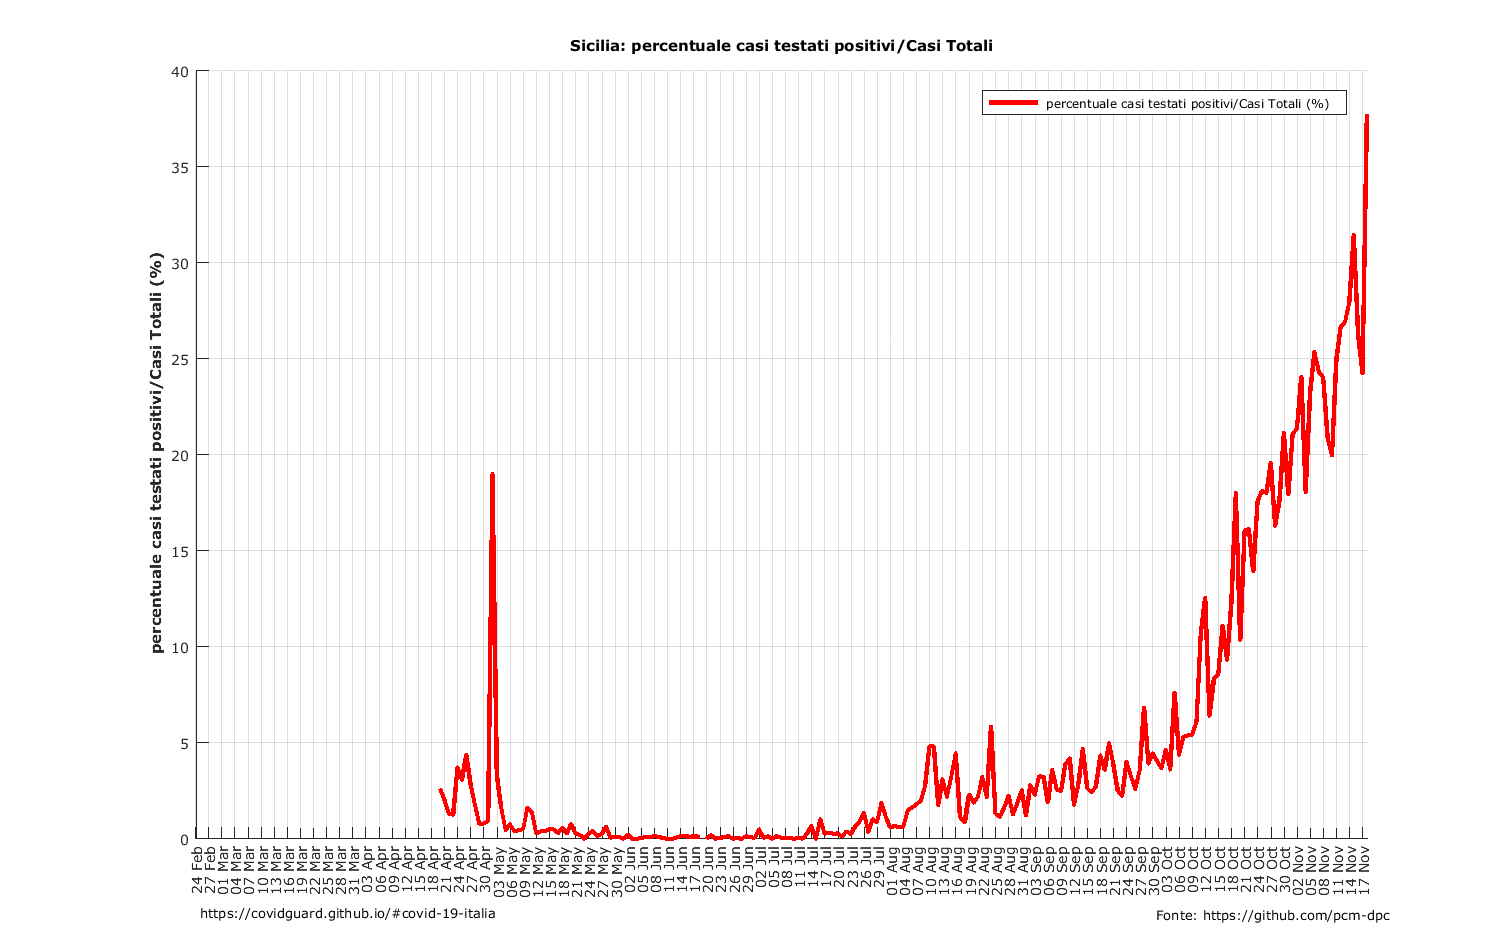 Sicilia: percentuale casi testati positivi/Casi Totali
percentuale casi testati positivi/Casi Totali (%)
percentuale casi testati positivi/Casi Totali (%)
40
35
30
25
20
15
10
5
0
24 Feb
27 Feb
01 Mar
04 Mar
07 Mar
10 Mar
13 Mar
16 Mar
19 Mar
22 Mar
25 Mar
28 Mar
31 Mar
03 Apr
06 Apr
09 Apr
12 Apr
15 Apr
18 Apr
21 Apr
24 Apr
27 Apr
30 Apr
03 May
06 May
09 May
12 May
15 May
18 May
21 May
24 May
27 May
30 May
02 Jun
05 Jun
08 Jun
11 Jun
14 Jun
17 Jun
20 Jun
23 Jun
26 Jun
29 Jun
02 Jul
05 Jul
08 Jul
11 Jul
14 Jul
17 Jul
20 Jul
23 Jul
26 Jul
29 Jul
01 Aug
04 Aug
07 Aug
10 Aug
13 Aug
16 Aug
19 Aug
22 Aug
25 Aug
28 Aug
31 Aug
03 Sep
06 Sep
09 Sep
12 Sep
15 Sep
18 Sep
21 Sep
24 Sep
27 Sep
30 Sep
03 Oct
06 Oct
09 Oct
12 Oct
15 Oct
18 Oct
21 Oct
24 Oct
27 Oct
30 Oct
02 Nov
05 Nov
08 Nov
11 Nov
14 Nov
17 Nov
https://covidguard.github.io/#covid-19-italia
Fonte: https://github.com/pcm-dpc